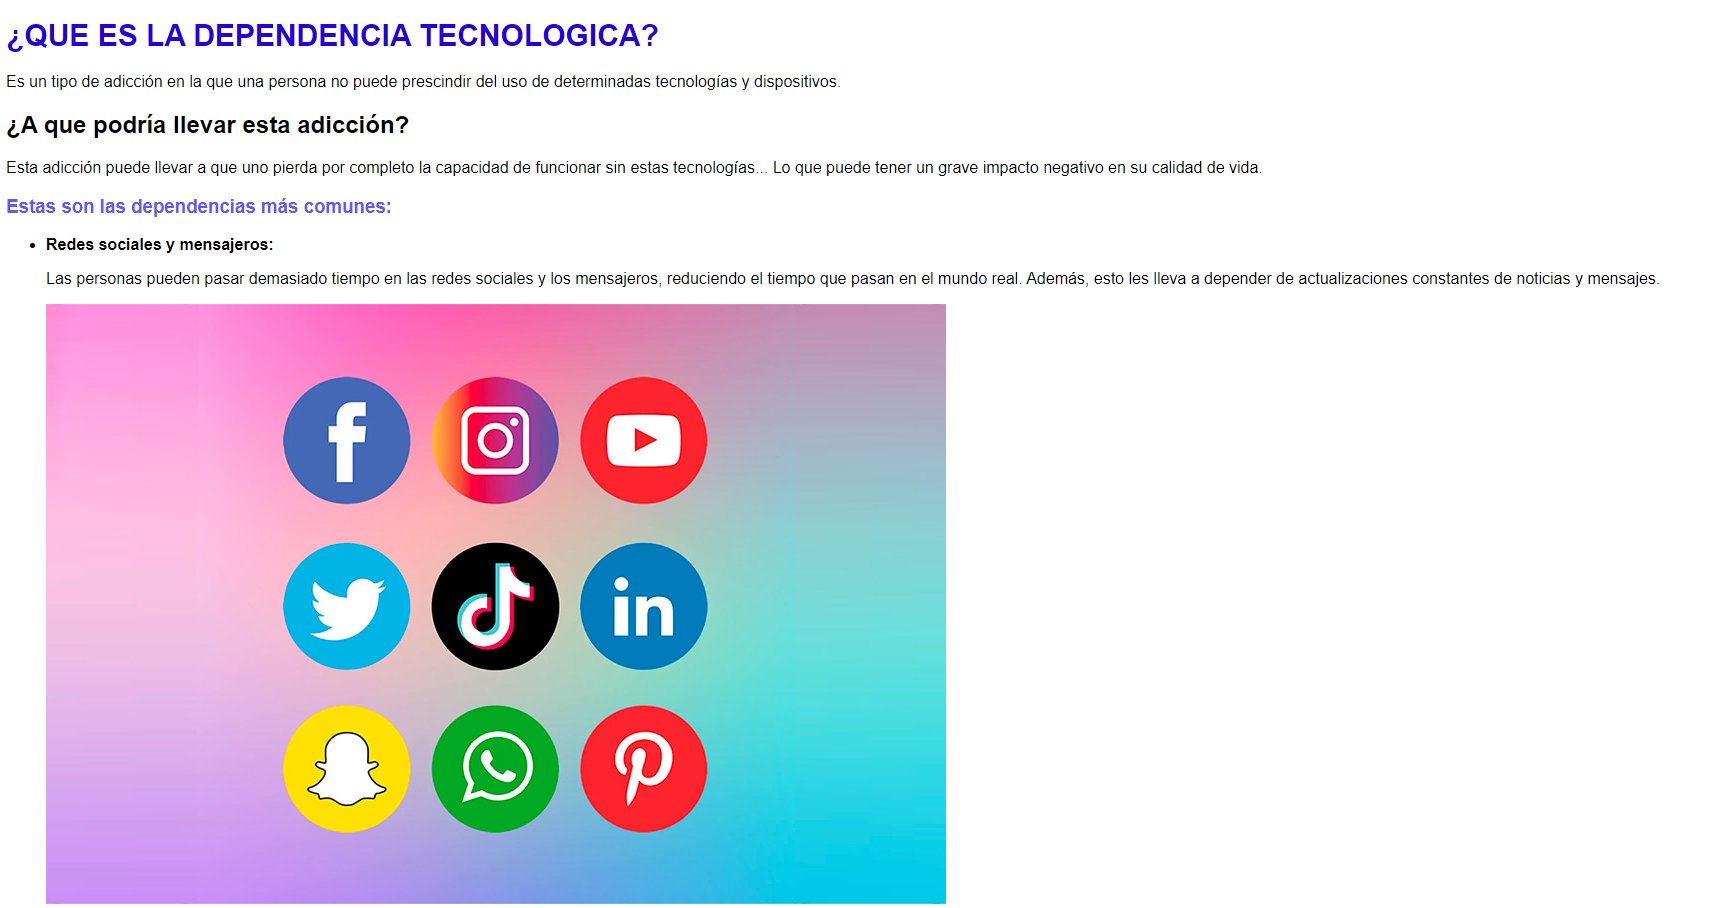 ¿QUE ES LA DEPENDENCIA TECNOLOGICA?
Es un tipo de adicción en la que una persona no puede prescindir del uso de determinadas tecnologías y dispositivos.
¿A que podría llevar esta adicción?
Esta adicción puede llevar a que uno pierda por completo la capacidad de funcionar sin estas tecnologías... Lo que puede tener un grave impacto negativo en su calidad de vida.
Estas son las dependencias más comunes:
• Redes sociales y mensajeros:
Las personas pueden pasar demasiado tiempo en las redes sociales y los mensajeros, reduciendo el tiempo que pasan en el mundo real. Además, esto les lleva a depender de actualizaciones constantes de noticias y mensajes.
f
in